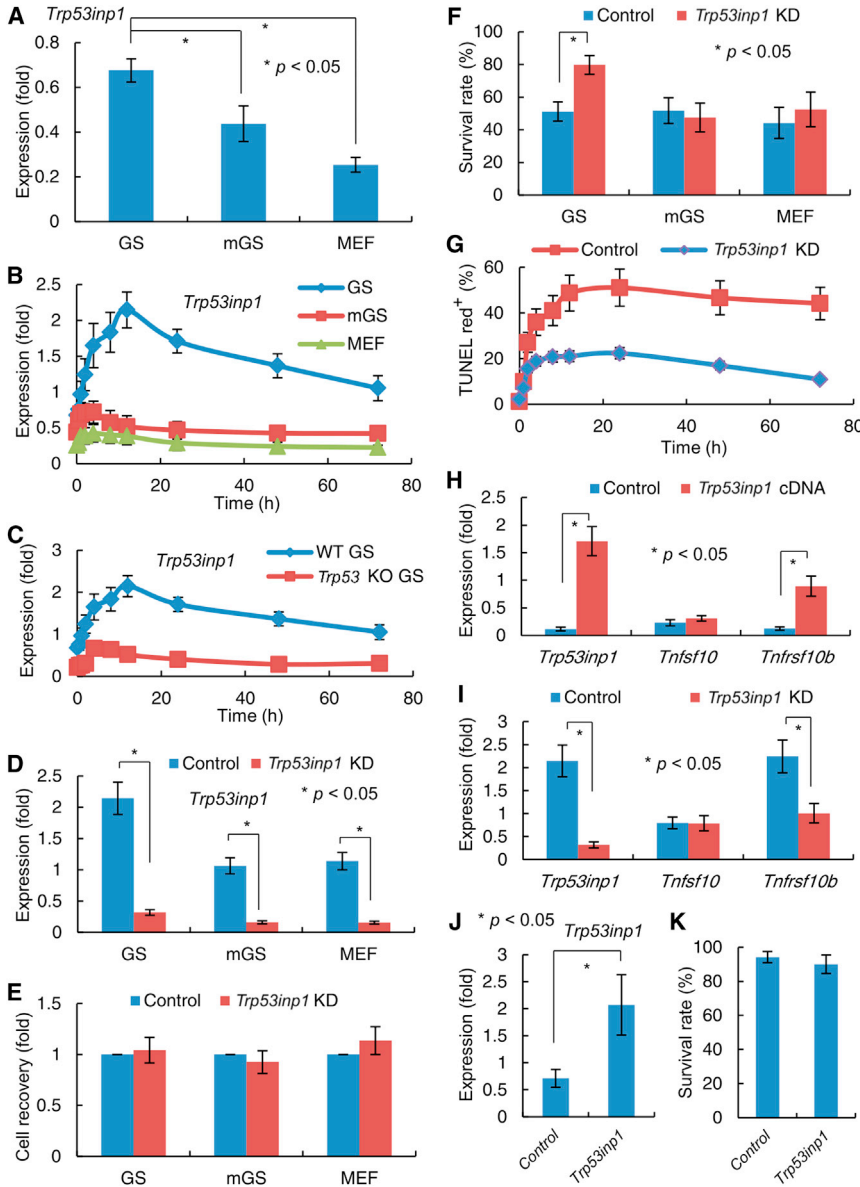 A
Trp53inp1
Expression (fold)
0.8
0.6
0.4
0.2
0
*
*
* p < 0.05
GS
mGS
MEF
B
Trp53inp1
Expression (fold)
2.5
2
1.5
1
0.5
0
GS
mGS
MEF
0
20
40
60
80
Time (h)
C
Trp53inp1
Expression (fold)
3
2
1
0
WT GS
Trp53 KO GS
0
20
40
60
80
Time (h)
D
Control
Trp53inp1 KD
Trp53inp1
* p < 0.05
Expression (fold)
2.5
2
1.5
1
0.5
0
*
*
*
GS
mGS
MEF
E
Control
Trp53inp1 KD
Cell recovery (fold)
1.5
1
0.5
0
GS
mGS
MEF
F
Control
Trp53inp1 KD
Survival rate (%)
100
80
60
40
20
0
*
* p < 0.05
GS
mGS
MEF
G
Control
Trp53inp1 KD
TUNEL red+ (%)
60
40
20
0
0
20
40
60
80
Time (h)
H
Control
Trp53inp1 cDNA
Expression (fold)
2.5
2
1.5
1
0.5
0
*
* p < 0.05
*
Trp53inp1
Tnfsf10
Tnfrsf10b
I
Control
Trp53inp1 KD
Expression (fold)
3
2.5
2
1.5
1
0.5
0
*
* p < 0.05
*
Trp53inp1
Tnfsf10
Tnfrsf10b
J
* p < 0.05
Trp53inp1
Expression (fold)
3
2.5
2
1.5
1
0.5
0
*
Control
Trp53inp1
K
Survival rate (%)
100
80
60
40
20
0
Control
Trp53inp1